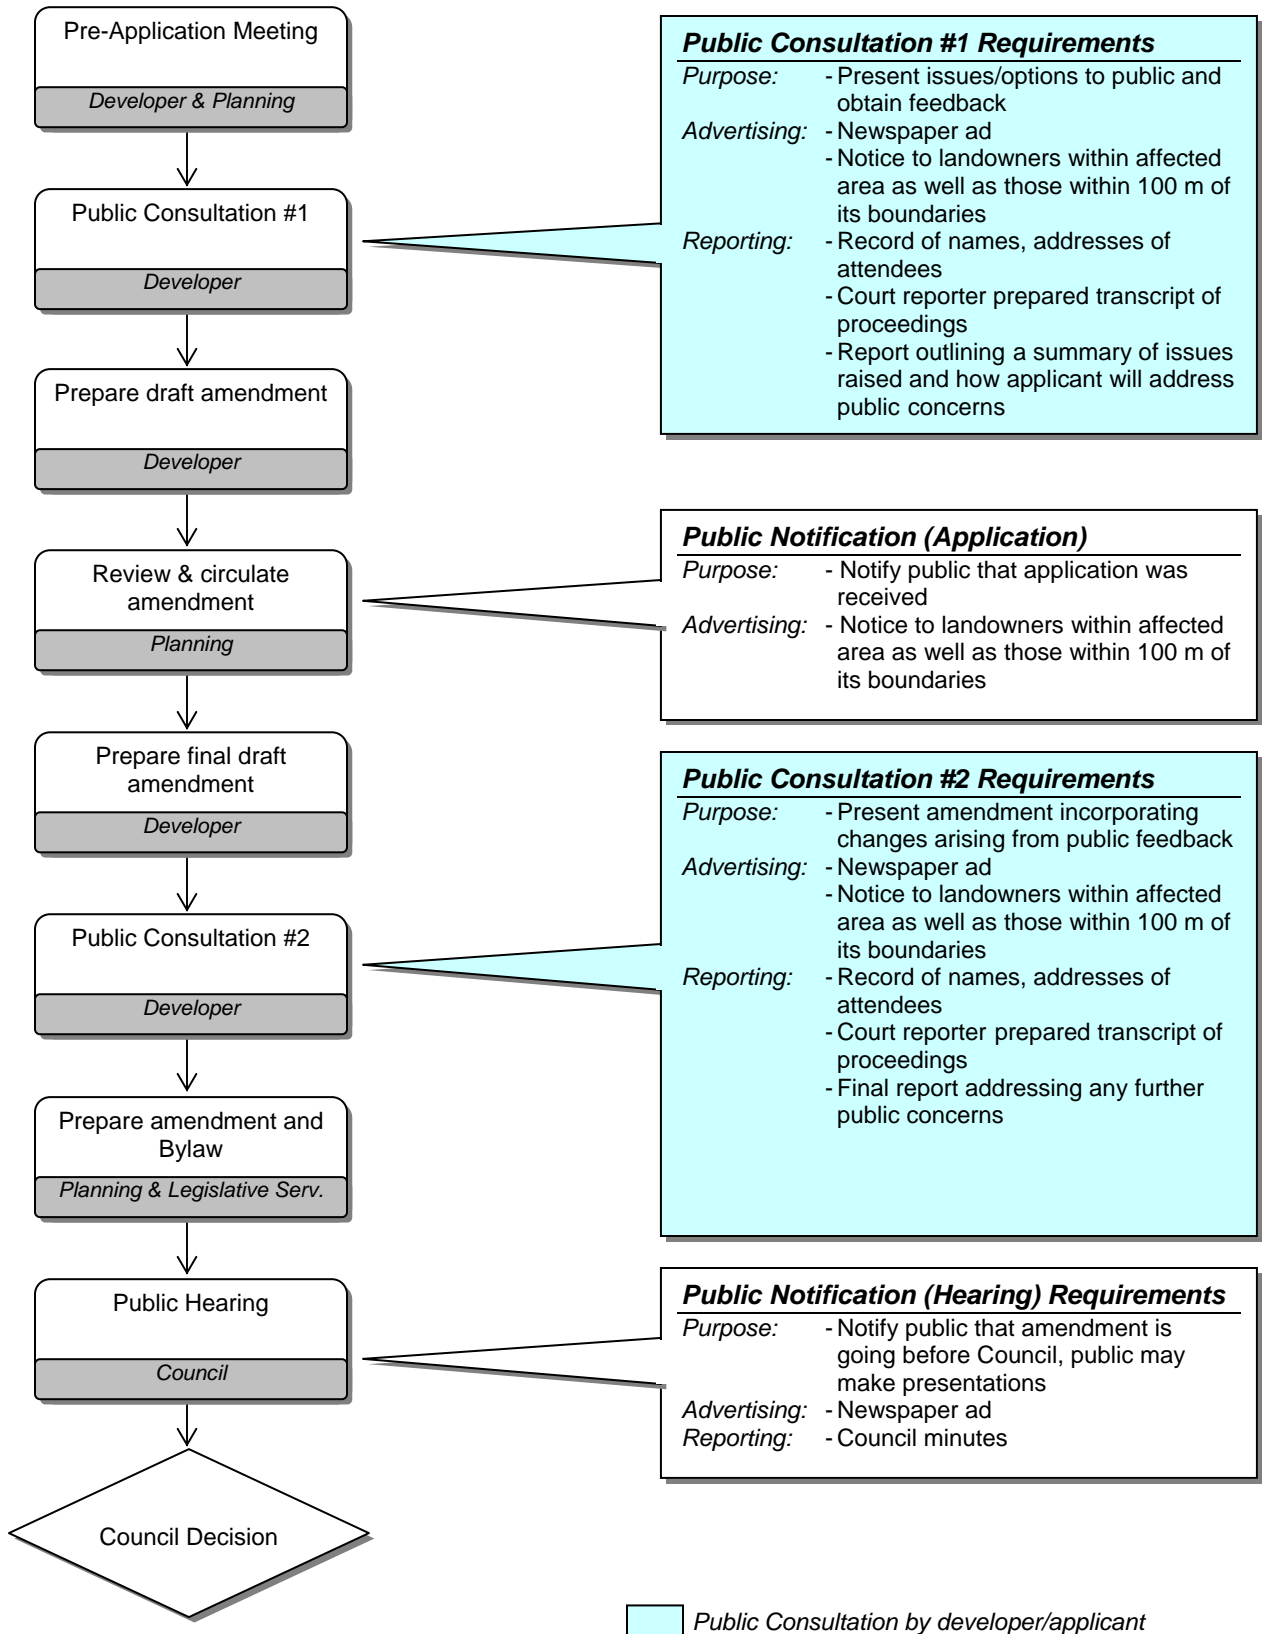 Pre-Application Meeting
Developer & Planning
Public Consultation #1
Developer
Prepare draft amendment
Developer
Review & circulate
amendment
Planning
Prepare final draft
amendment
Developer
Public Consultation #2
Developer
Prepare amendment and
Bylaw
Planning & Legislative Serv.
Public Hearing
Council
Council Decision
Public Consultation #1 Requirements
Purpose: - Present issues/options to public and
obtain feedback
Advertising: - Newspaper ad
- Notice to landowners within affected
area as well as those within 100 m of
its boundaries
Reporting: - Record of names, addresses of
attendees
- Court reporter prepared transcript of
proceedings
- Report outlining a summary of issues
raised and how applicant will address
public concerns
Public Notification (Application)
Purpose: - Notify public that application was
received
Advertising: - Notice to landowners within affected
area as well as those within 100 m of
its boundaries
Public Consultation #2 Requirements
Purpose: - Present amendment incorporating
changes arising from public feedback
Advertising: - Newspaper ad
- Notice to landowners within affected
area as well as those within 100 m of
its boundaries
Reporting: - Record of names, addresses of
attendees
- Court reporter prepared transcript of
proceedings
- Final report addressing any further
public concerns
Public Notification (Hearing) Requirements
Purpose: - Notify public that amendment is
going before Council, public may
make presentations
Advertising: - Newspaper ad
Reporting: - Council minutes
Public Consultation by developer/applicant